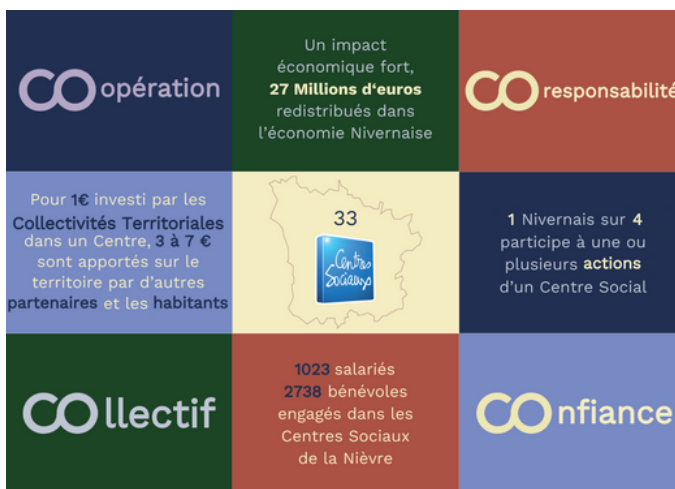 COopération
Un impact
économique fort,
27 Millions d'euros
redistribués dans
l'économie Nivernaise
COresponsabilité
Pour 1€ investi par les
Collectivités Territoriales
dans un Centre, 3 à 7 €
sont apportés sur le
territoire par d'autres
partenaires et les habitants
33
Centres
Sociaux
1 Nivernais sur 4
participe à une ou
plusieurs actions
d'un Centre Social
COllectif
1023 salariés
2738 bénévoles
engagés dans les
Centres Sociaux
de la Nièvre
COnfiance